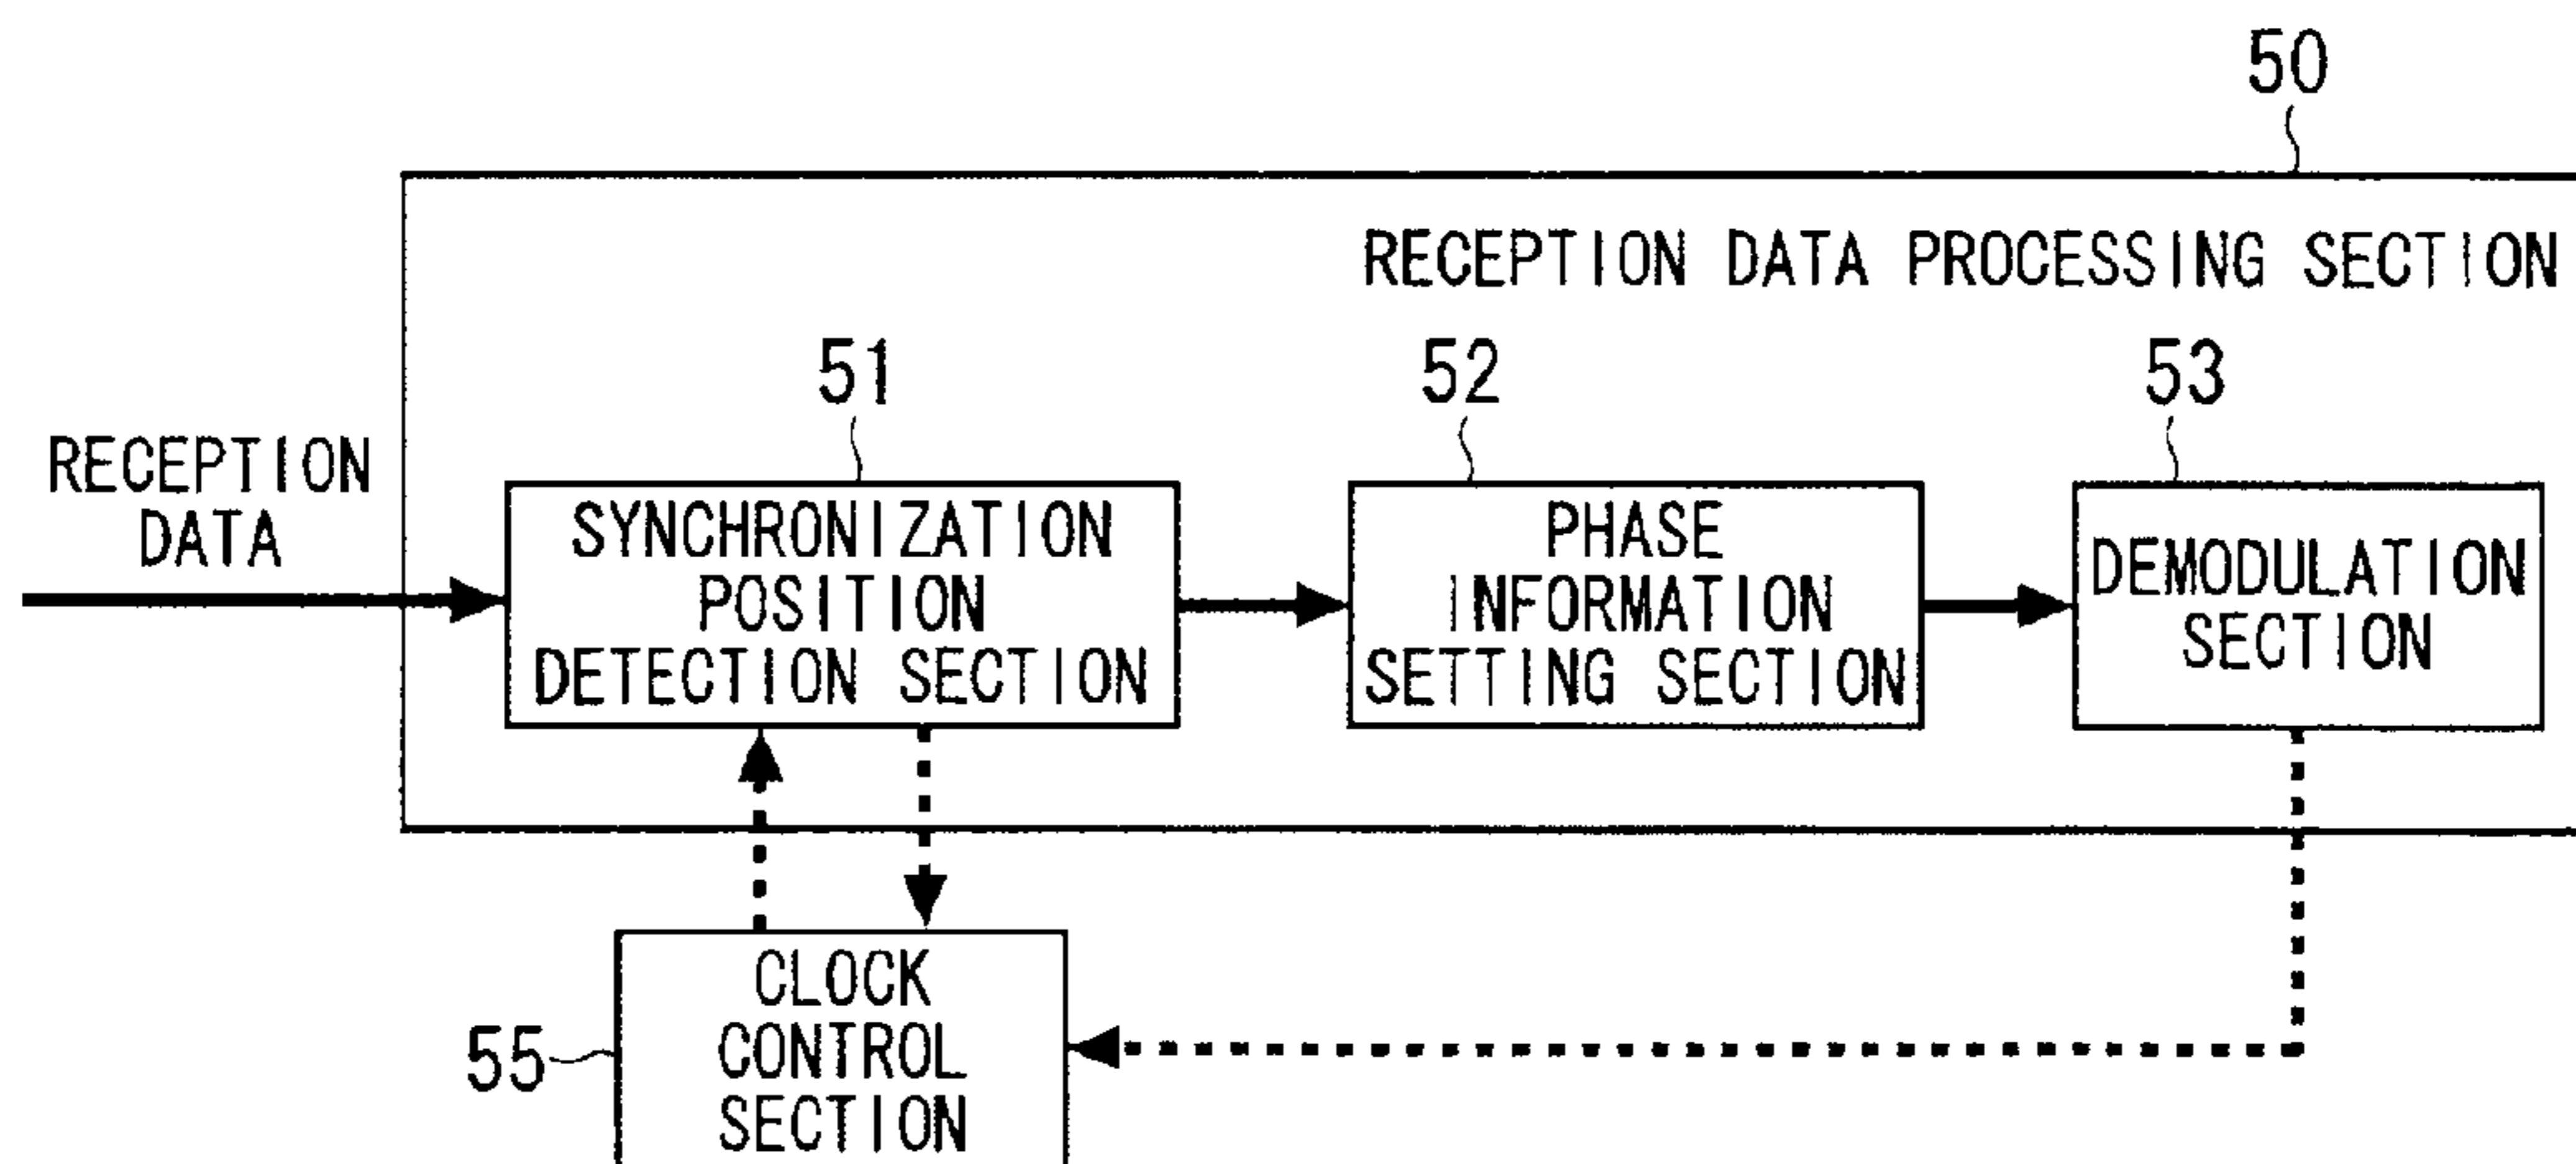 50
RECEPTION DATA PROCESSING SECTION
51
52
53
RECEPTION
DATA
SYNCHRONIZATION
POSITION
DETECTION SECTION
PHASE
INFORMATION
SETTING SECTION
DEMODULATION
SECTION
55
CLOCK
CONTROL
SECTION